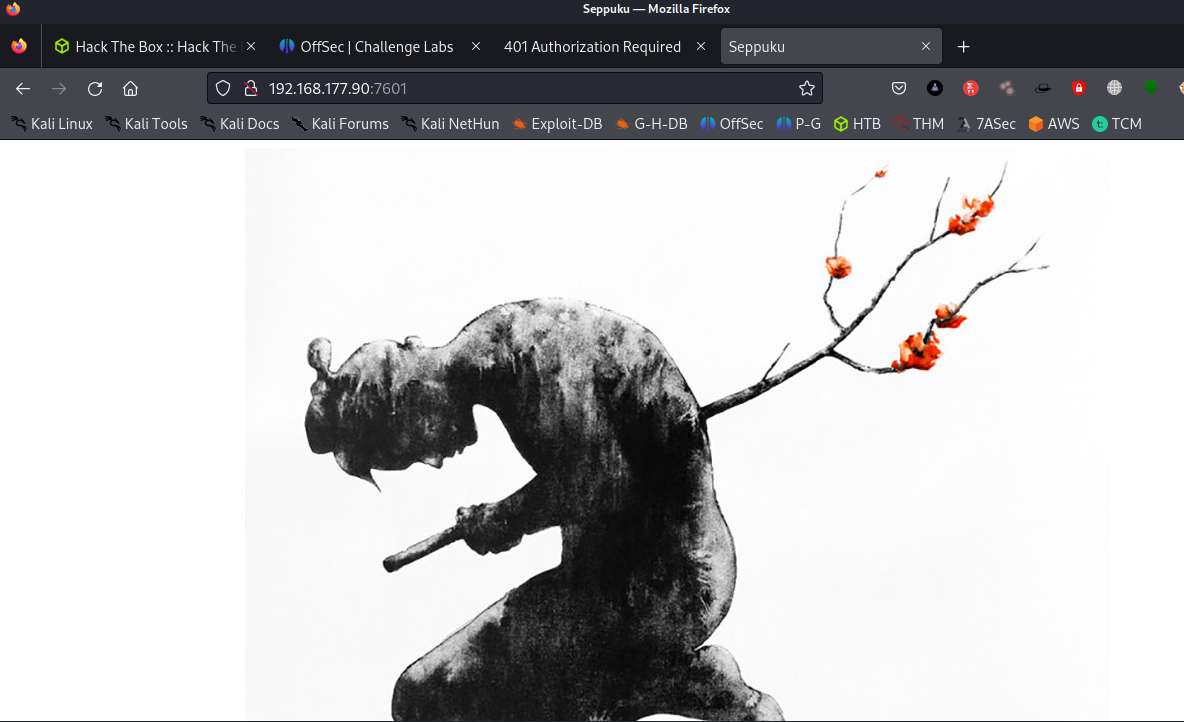 Seppuku — Mozilla Firefox
Hack The Box :: Hack The
OffSec | Challenge Labs
401 Authorization Required
Seppuku
192.168.177.90:7601
Kali Linux
Kali Tools
Kali Docs
Kali Forums
Kali NetHun
Exploit-DB
G-H-DB
OffSec
P-G
HTB
THM
7ASec
AWS
TCM